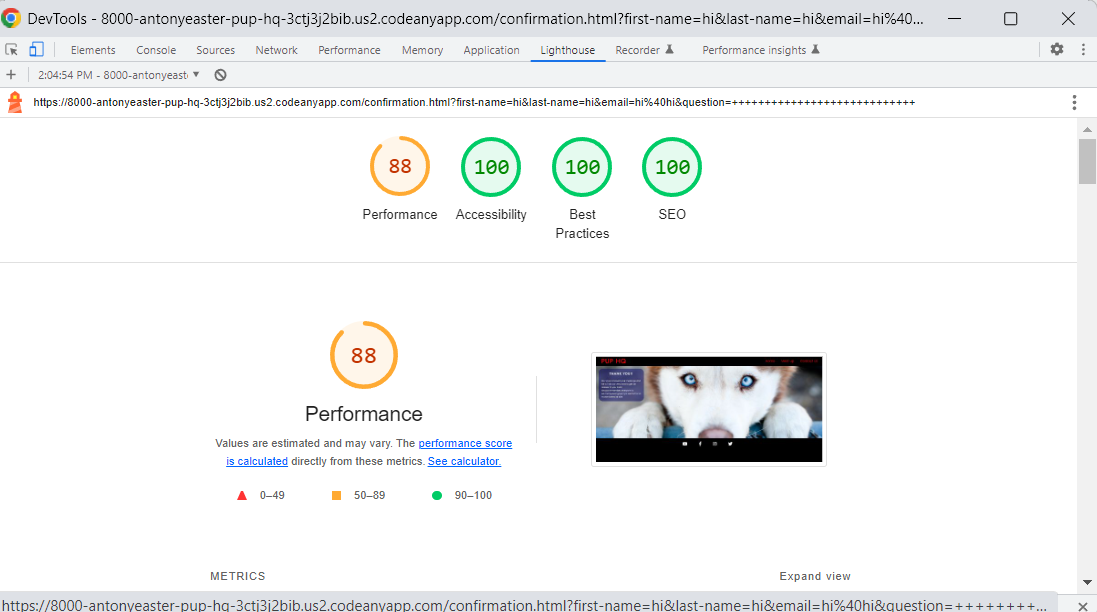 DevTools - 8000-antonyeaster-pup-hq-3ctj3j2bib.us2.codeanyapp.com/confirmation.html?first-name=hi&last-name=hi&email=hi%40...
Elements Console Sources Network Performance Memory Application Lighthouse Recorder Performance insights
2:04:54 PM - 8000-antonyeast
https://8000-antonyeaster-pup-hq-3ctj3j2bib.us2.codeanyapp.com/confirmation.html?first-name=hi&last-name=hi&email=hi%40hi&question=++++++++++++++++++++++++++++
88 100 100 100
Performance Accessibility Best Practices SEO
88
Performance
Values are estimated and may vary. The performance score
is calculated directly from these metrics. See calculator.
0–49 50–89 90–100
PUP HQ
METRICS Expand view
https://8000-antonyeaster-pup-hq-3ctj3j2bib.us2.codeanyapp.com/confirmation.html?first-name=hi&last-name=hi&email=hi%40hi&question=++++++++...